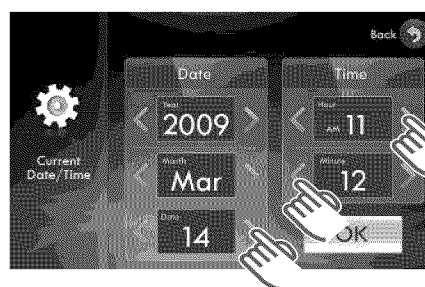 Back
Date
Time
Year
2009
Hour
AM 11
Current
Date/Time
Month
Mar
Minute
12
Date
14
OK